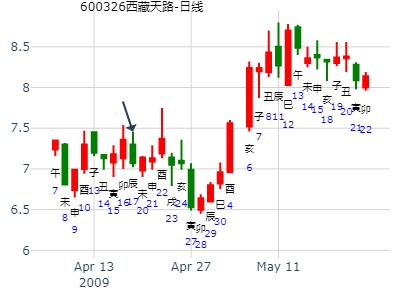 600326西藏天路-日线
8.5
8
7.5
7
6.5
6
午
7
未
8
申
9
酉
10
子
13
丑
14
寅
15
卯
16
辰
17
未
20
申
21
酉
22
戌
23
亥
24
寅
27
卯
28
辰
29
巳
30
酉
4
亥
6
子
7
丑
8
辰
11
巳
12
午
13
未
14
申
15
亥
18
子
19
丑
20
寅
21
卯
22
Apr 13
2009
Apr 27
May 11